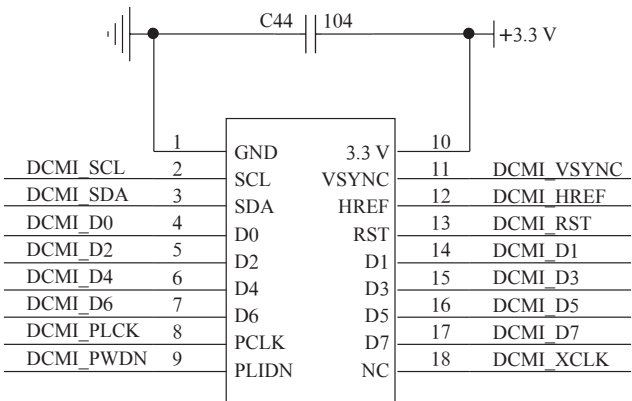 C44 104
+3.3 V
1 GND 3.3 V 10
DCMI_SCL 2 SCL VSYNC 11 DCMI_VSYNC
DCMI_SDA 3 SDA HREF 12 DCMI_HREF
DCMI_D0 4 D0 RST 13 DCMI_RST
DCMI_D2 5 D2 D1 14 DCMI_D1
DCMI_D4 6 D4 D3 15 DCMI_D3
DCMI_D6 7 D6 D5 16 DCMI_D5
DCMI_PLCK 8 PCLK D7 17 DCMI_D7
DCMI_PWDN 9 PLIDN NC 18 DCMI_XCLK